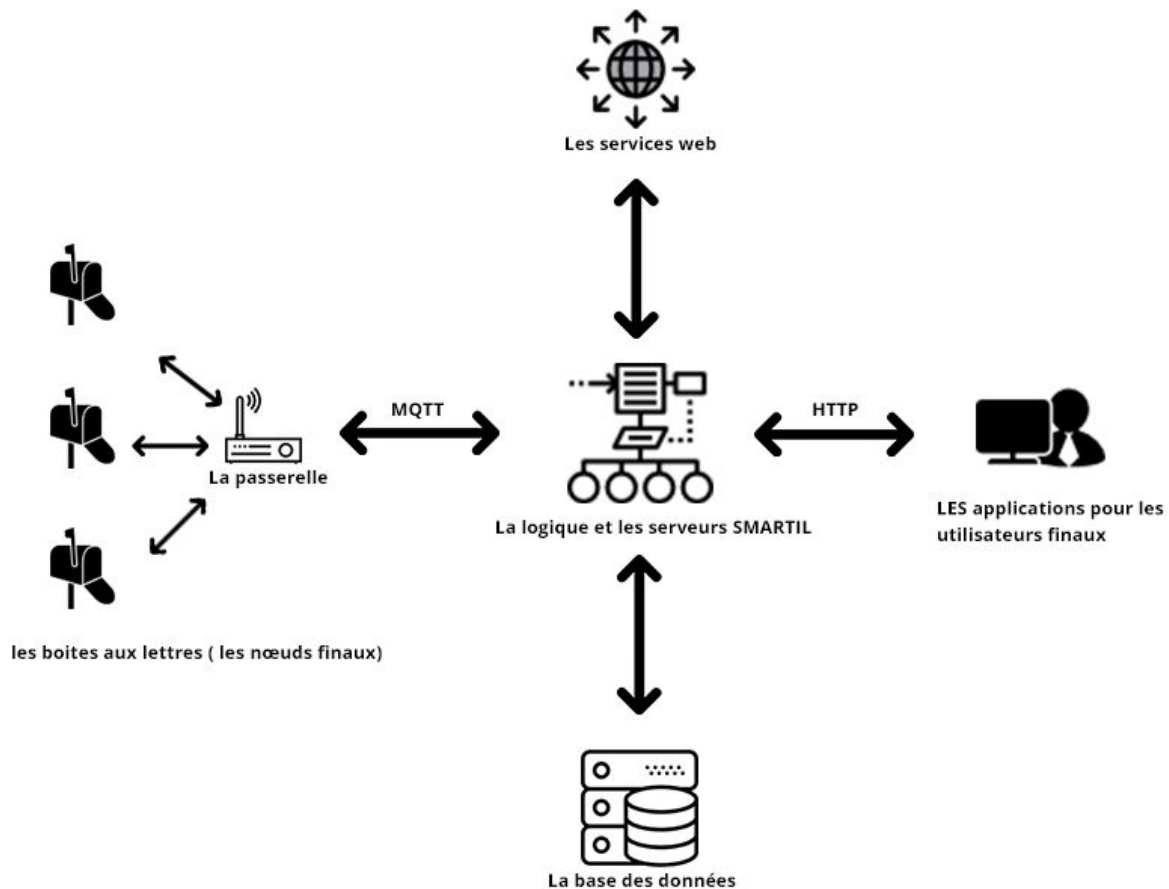 Les services web
MQTT
HTTP
La passerelle
La logique et les serveurs SMARTIL
LES applications pour les
utilisateurs finaux
les boites aux lettres ( les nœuds finaux)
La base des données